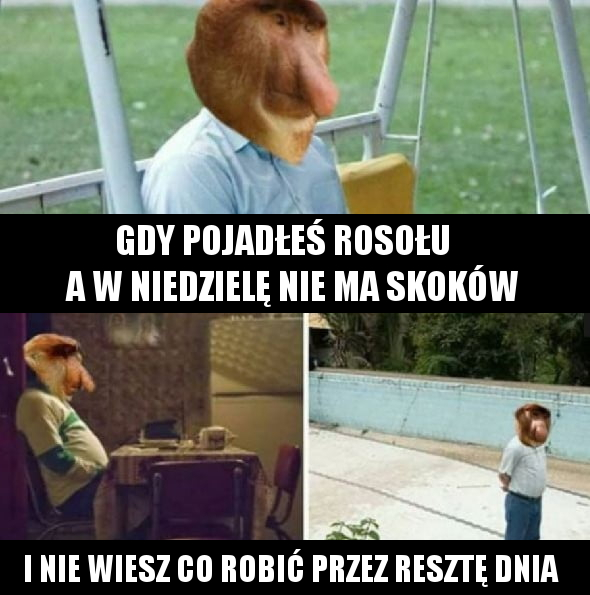 GDY POJADŁEŚ ROSOŁU
A W NIEDZIELĘ NIE MA SKOKÓW
I NIE WIESZ CO ROBIĆ PRZEZ RESZTĘ DNIA